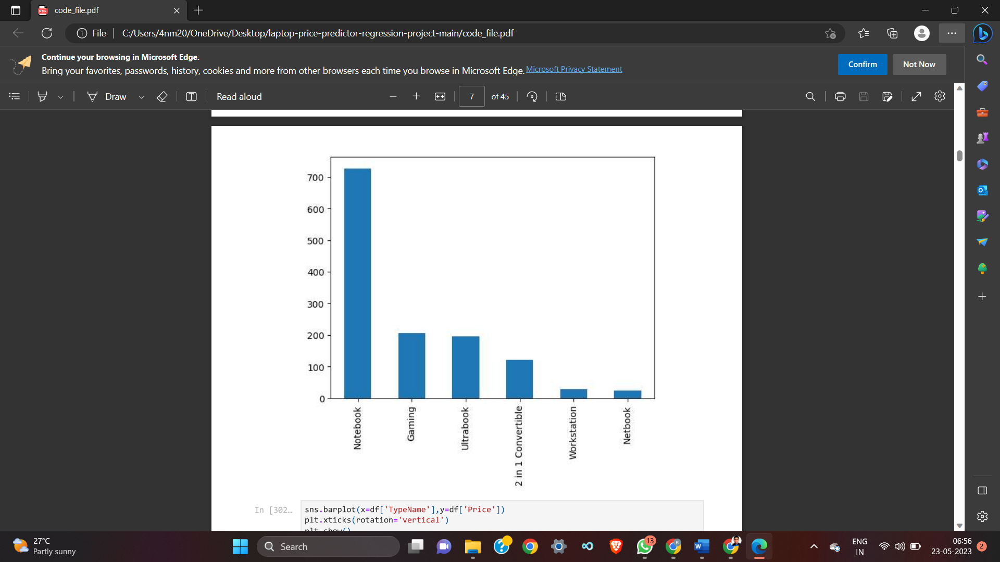 code_file.pdf
File
C:/Users/4nm20/OneDrive/Desktop/laptop-price-predictor-regression-project-main/code_file.pdf
Continue your browsing in Microsoft Edge.
Bring your favorites, passwords, history, cookies and more from other browsers each time you browse in Microsoft Edge. Microsoft Privacy Statement
Confirm
Not Now
Draw
Read aloud
7 of 45
700
600
500
400
300
200
100
0
Notebook
Gaming
Ultrabook
2 in 1 Convertible
Workstation
Netbook
In [302…
sns.barplot(x=df['TypeName'],y=df['Price'])
plt.xticks(rotation='vertical')
plt.show()
27°C
Partly sunny
Search
13
R
ENG
IN
06:56
23-05-2023
2